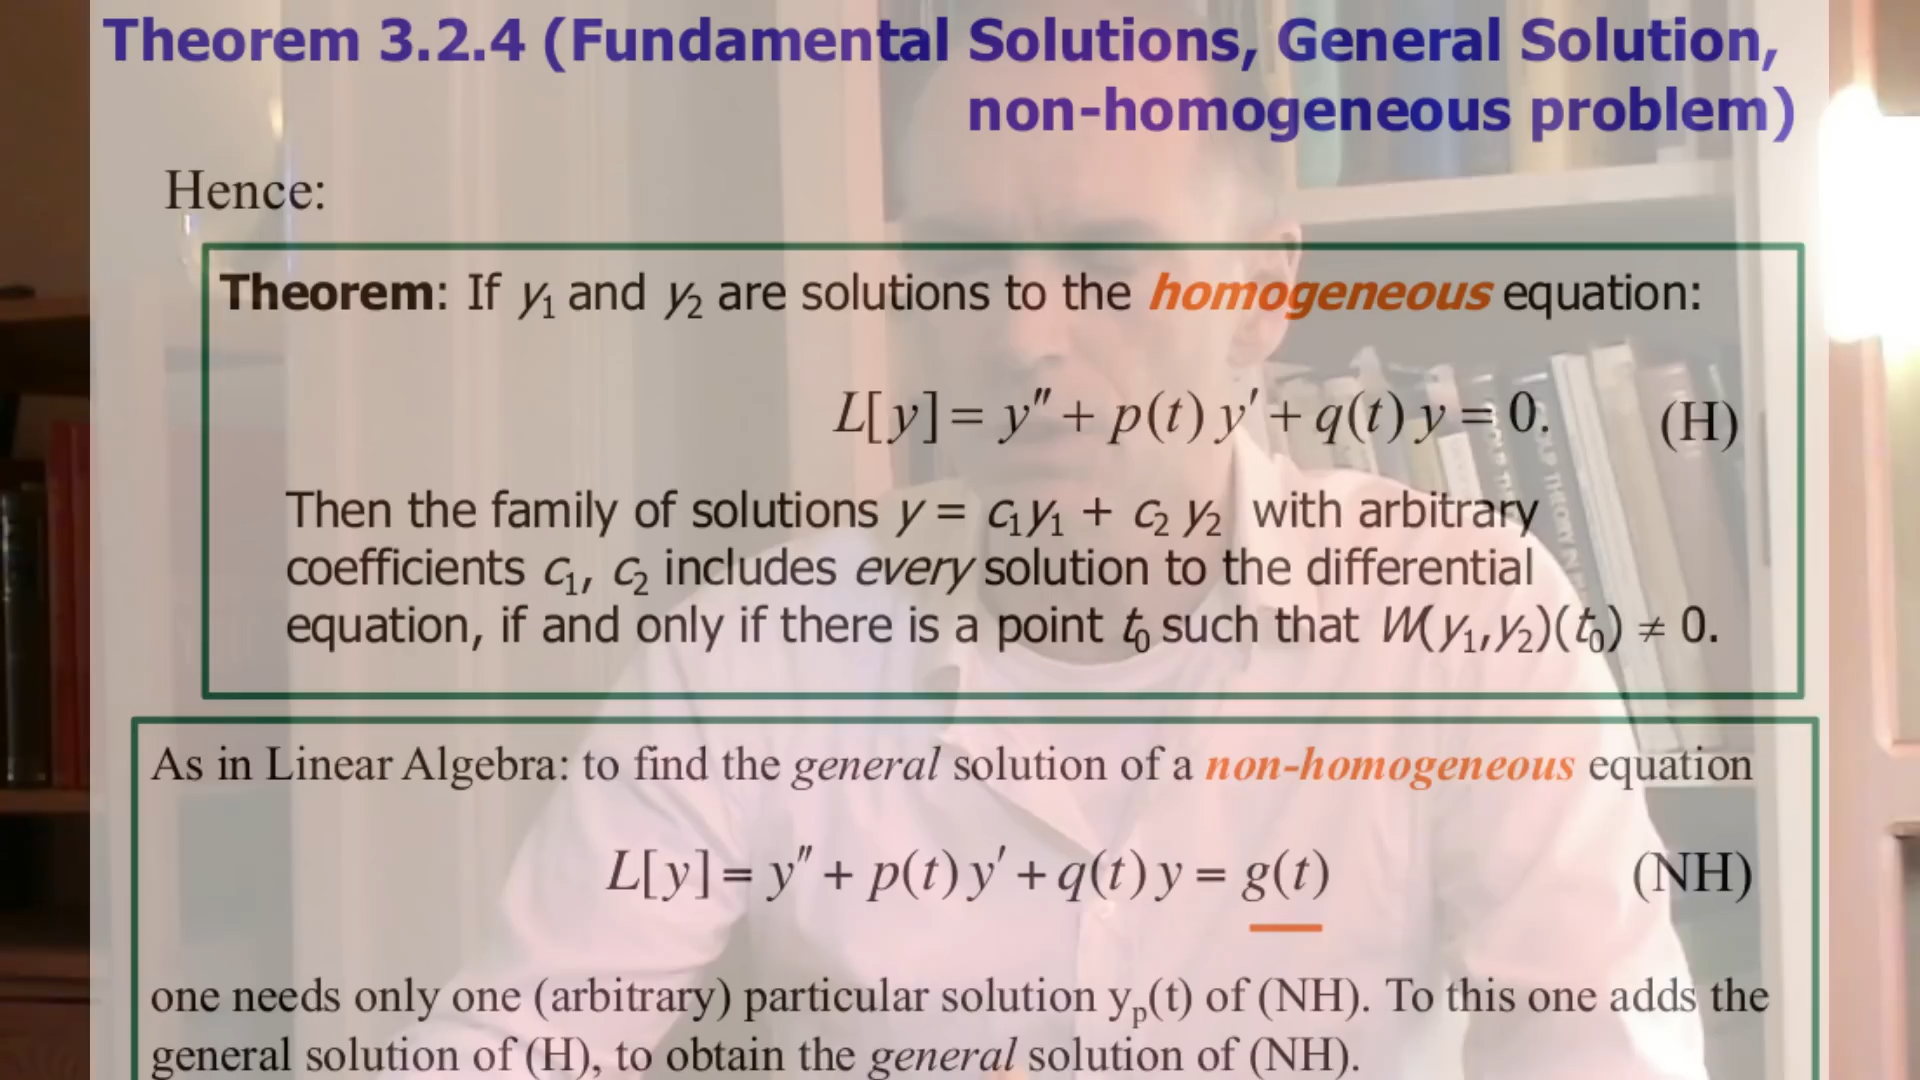 Theorem 3.2.4 (Fundamental Solutions, General Solution,
non-homogeneous problem)
Hence:
Theorem: If y₁ and y₂ are solutions to the homogeneous equation:
L[y] = y″ + p(t) y′ + q(t) y = 0. (H)
Then the family of solutions y = c₁y₁ + c₂ y₂ with arbitrary
coefficients c₁, c₂ includes every solution to the differential
equation, if and only if there is a point t₀ such that W(y₁,y₂)(t₀) ≠ 0.
As in Linear Algebra: to find the general solution of a non-homogeneous equation
L[y] = y″ + p(t) y′ + q(t) y = g(t) (NH)
one needs only one (arbitrary) particular solution yₚ(t) of (NH). To this one adds the
general solution of (H), to obtain the general solution of (NH).